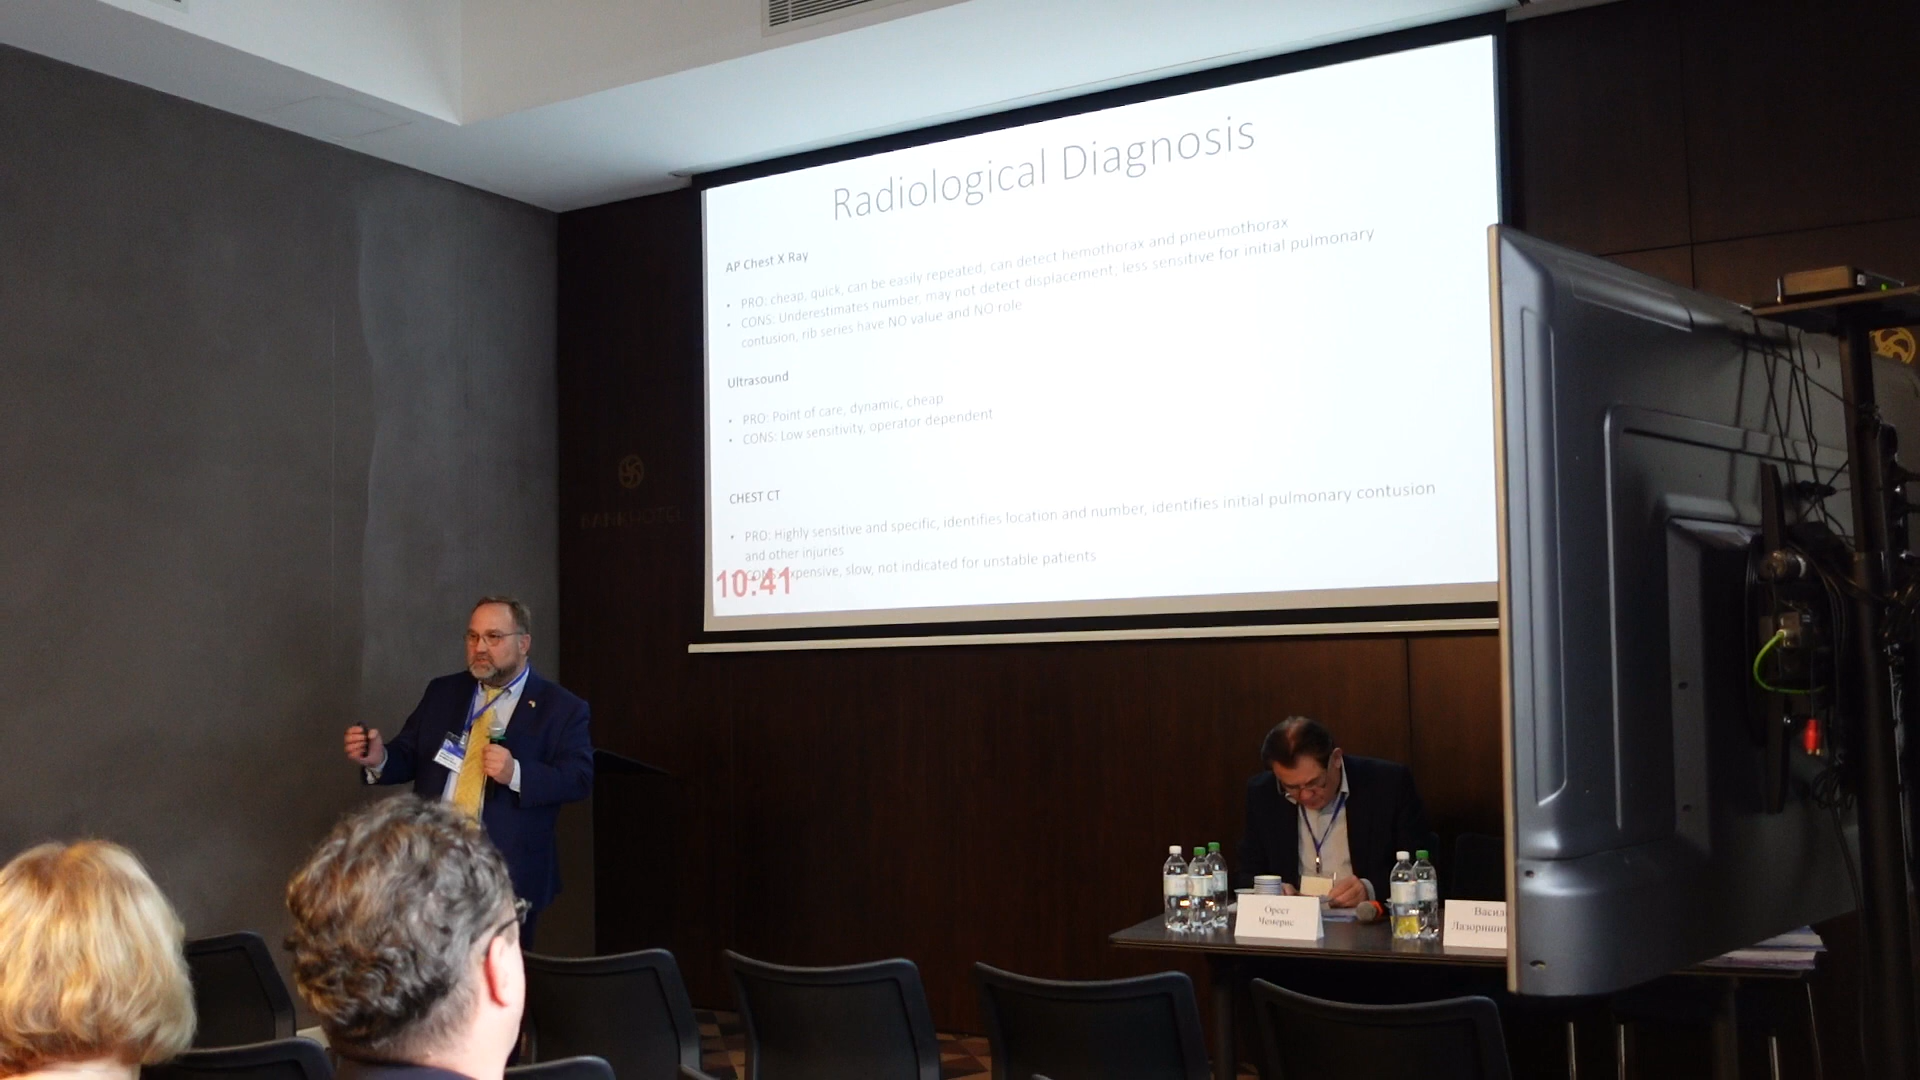 Radiological Diagnosis
AP Chest X Ray
• PRO: cheap, quick, can be easily repeated, can detect hemothorax and pneumothorax
• CONS: Underestimates number, may not detect displacement, less sensitive for initial pulmonary
contusion, rib series have NO value and NO role
Ultrasound
• PRO: Point of care, dynamic, cheap
• CONS: Low sensitivity, operator dependent
CHEST CT
• PRO: Highly sensitive and specific, identifies location and number, identifies initial pulmonary contusion
and other injuries
CONS: expensive, slow, not indicated for unstable patients
10:41
BANKHOTEL
Орест
Чемерис